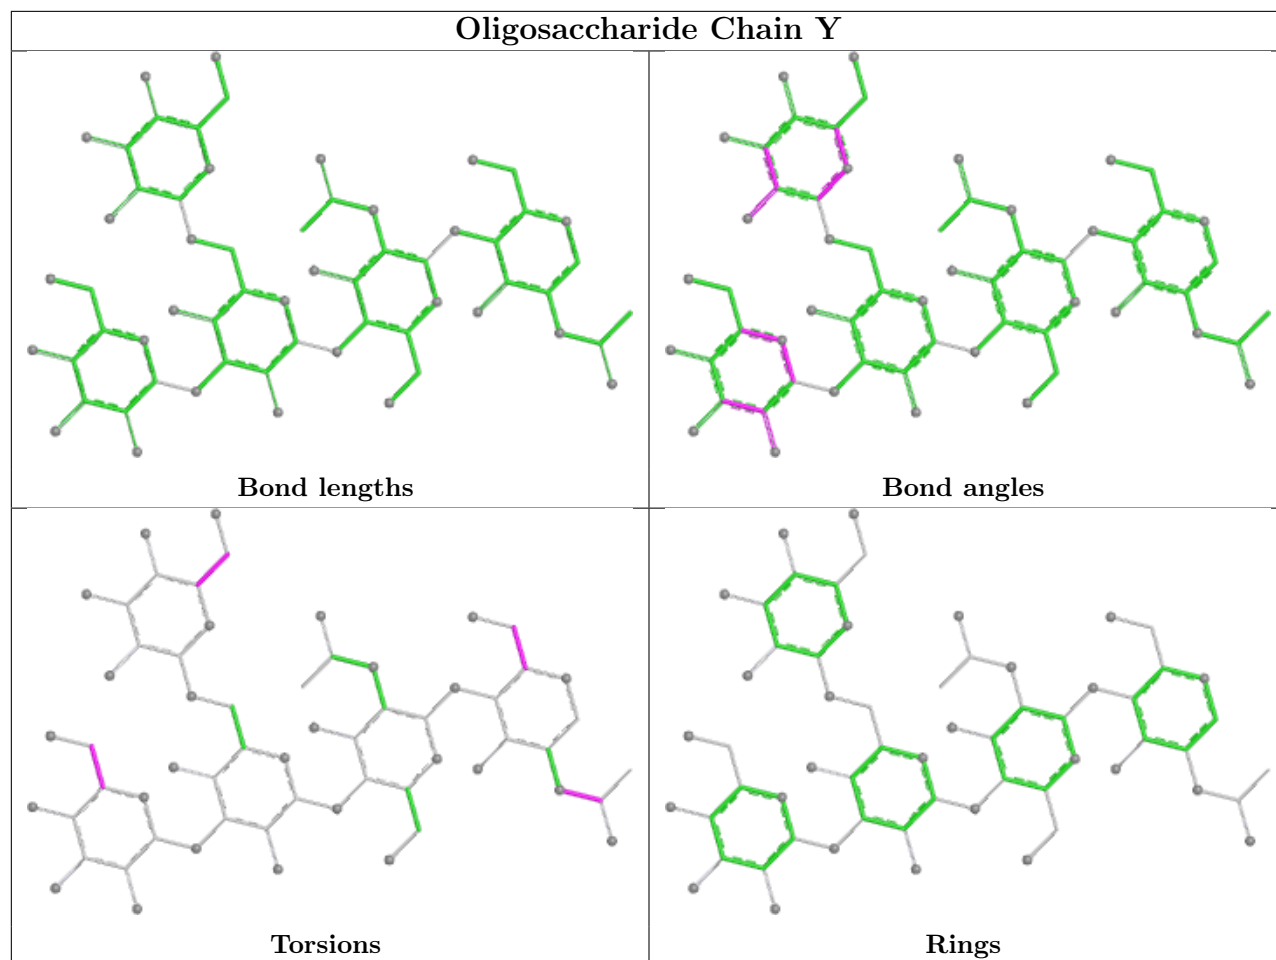 Oligosaccharide Chain Y
Bond lengths
Bond angles
Torsions
Rings